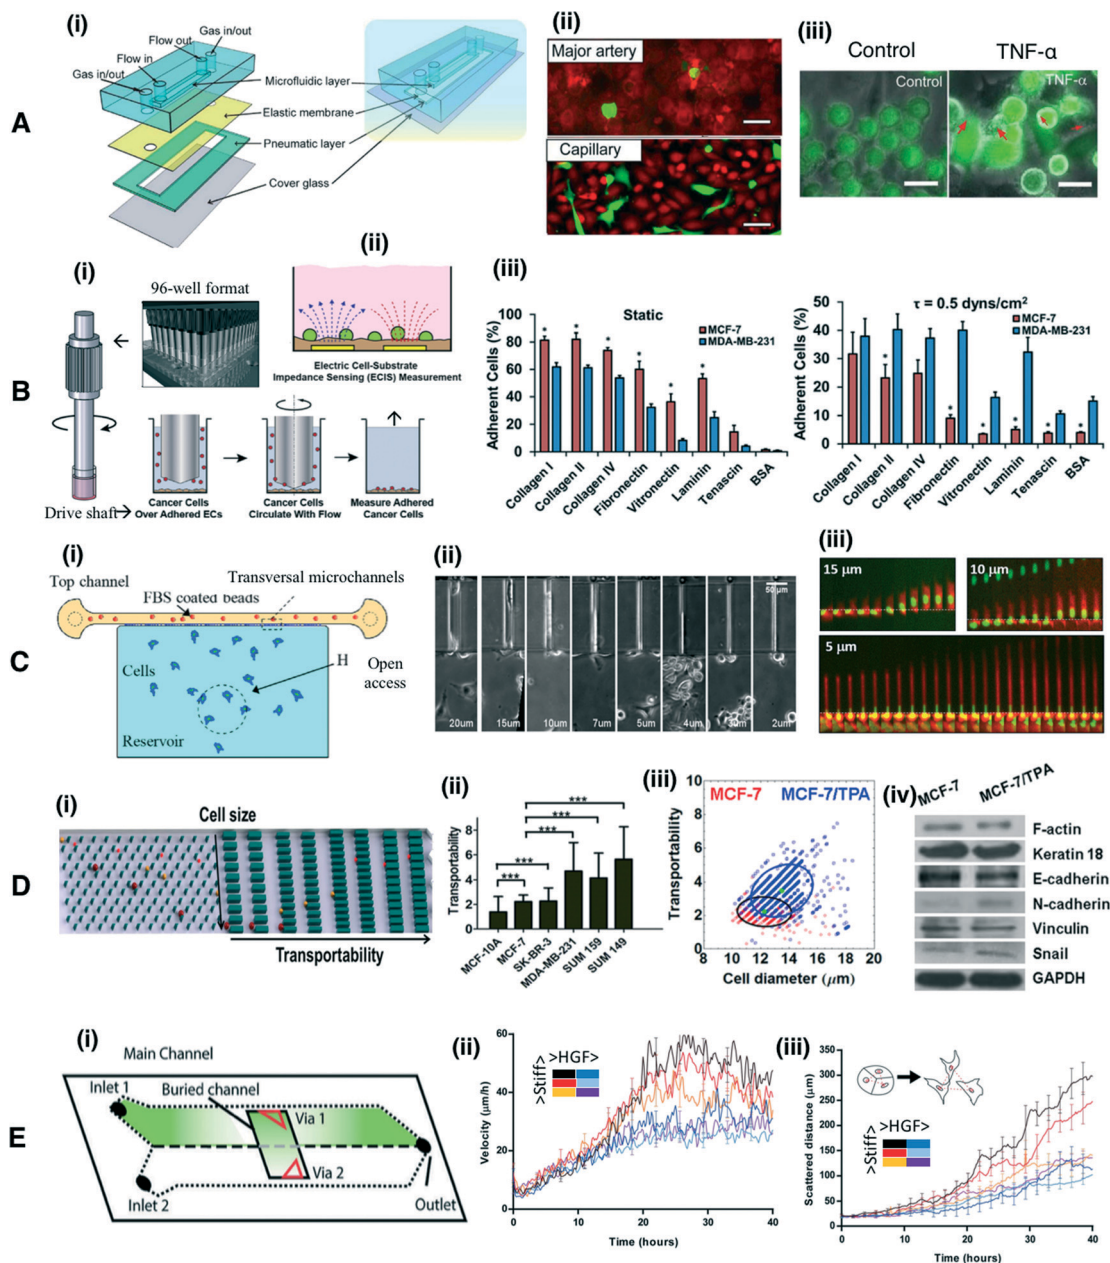 A
(i)
Gas in/out
Flow out
Flow in
Gas in/out
Microfluidic layer
Elastic membrane
Pneumatic layer
Cover glass
(ii)
Major artery
Capillary
(iii)
Control
TNF-α
Control
TNF-α
B
(i)
96-well format
Drive shaft
(ii)
Electric Cell-Substrate
Impedance Sensing (ECIS) Measurement
Cancer Cells
Over Adhered ECs
Cancer Cells
Circulate With Flow
Measure Adhered
Cancer Cells
(iii)
Static
MCF-7
MDA-MB-231
Adherent Cells (%)
100
80
60
40
20
0
* * * * * *
Collagen I
Collagen II
Collagen IV
Fibronectin
Vitronectin
Laminin
Tenascin
BSA
τ = 0.5 dyns/cm²
MCF-7
MDA-MB-231
Adherent Cells (%)
50
40
30
20
10
0
* * * * * *
Collagen I
Collagen II
Collagen IV
Fibronectin
Vitronectin
Laminin
Tenascin
BSA
C
(i)
Top channel
Transversal microchannels
FBS coated beads
Cells
H
Open
access
Reservoir
(ii)
50 µm
20um
15um
10um
7um
5um
4um
2um
(iii)
15 µm
10 µm
5 µm
D
(i)
Cell size
Transportability
(ii)
Transportability
8
6
4
2
0
***
***
***
***
***
MCF-10A
MCF-7
SK-BR-3
MDA-MB-231
SUM 159
SUM 149
(iii)
MCF-7 MCF-7/TPA
Transportability
10
8
6
4
2
0
8 10 12 14 16 18 20
Cell diameter (µm)
(iv)
MCF-7 MCF-7/TPA
F-actin
Keratin 18
E-cadherin
N-cadherin
Vinculin
Snail
GAPDH
E
(i)
Main Channel
Inlet 1
Buried channel
Via 1
Via 2
Inlet 2
Outlet
(ii)
>HGF>
>Stiff>
Velocity (µm/h)
60
40
20
0
0 10 20 30 40
Time (hours)
(iii)
>HGF>
>Stiff>
Scattered distance (µm)
350
300
250
200
150
100
50
0
0 10 20 30 40
Time (hours)